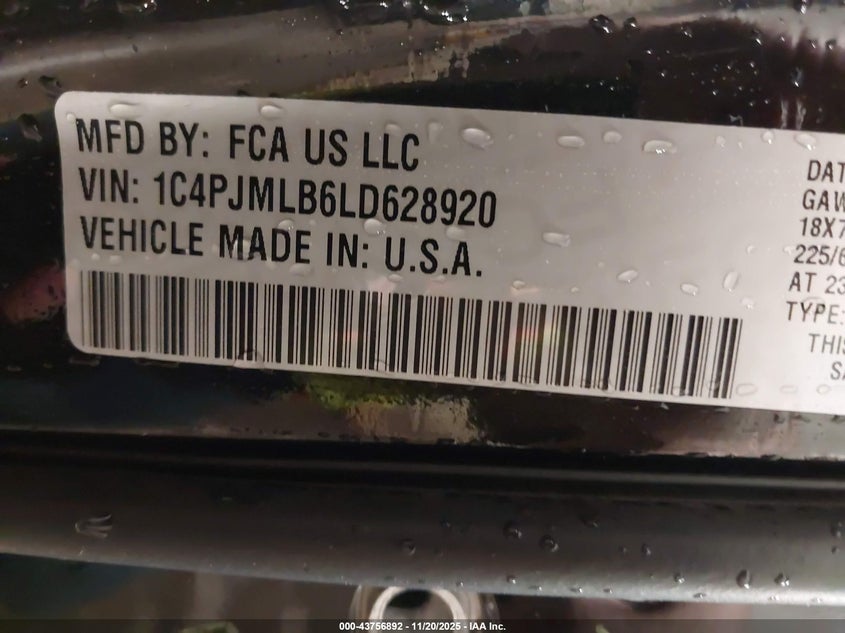 MFD BY: FCA US LLC
VIN: 1C4PJMLB6LD628920
VEHICLE MADE IN: U.S.A.
DAT
GAW
18X7
225/6
AT 23
TYPE:
THIS
SA
000-43756892 - 11/20/2025 - IAA Inc.